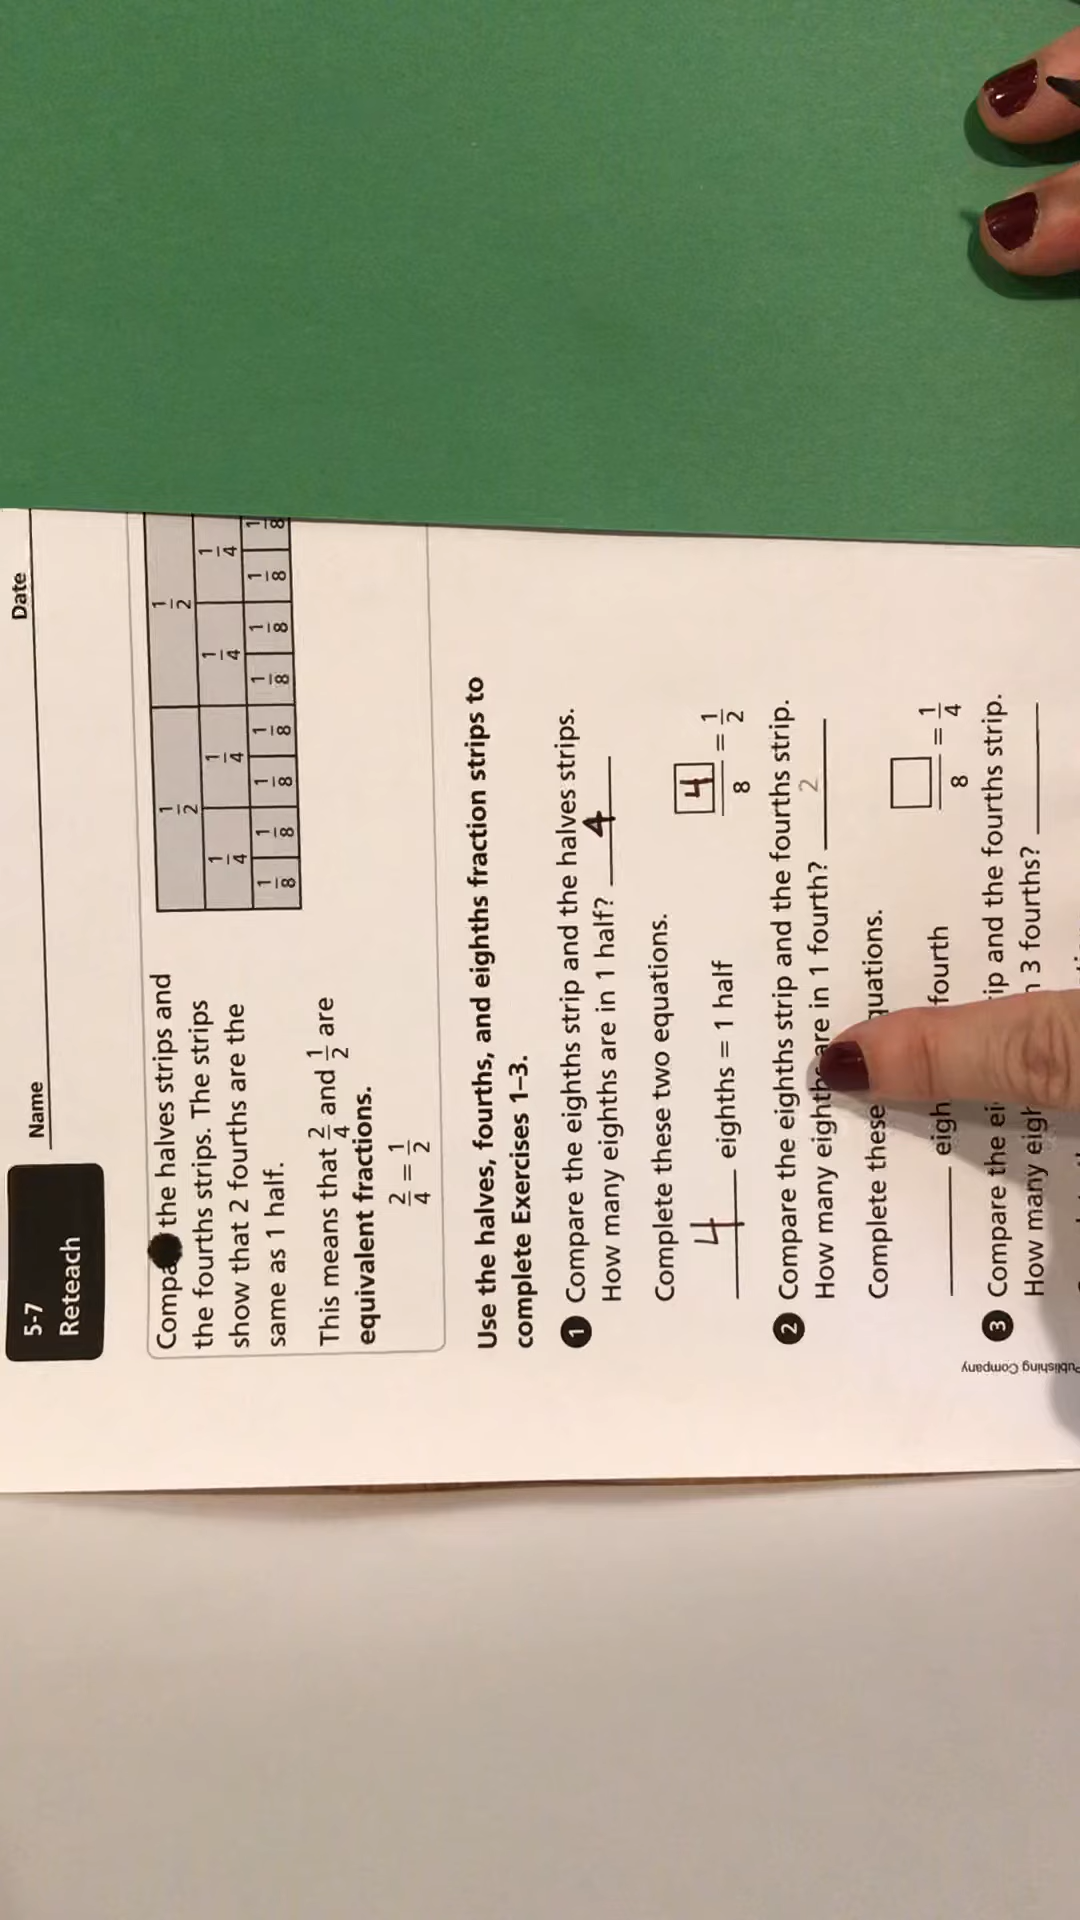 5-7
Reteach
Name
Date
the halves strips and
the fourths strips. The strips
show that 2 fourths are the
same as 1 half.
This means that 2/4 and 1/2 are
equivalent fractions.
2/4 = 1/2
1/2 1/2
1/4 1/4 1/4 1/4
1/8 1/8 1/8 1/8 1/8 1/8 1/8 1/8
Use the halves, fourths, and eighths fraction strips to
complete Exercises 1–3.
1 Compare the eighths strip and the halves strips.
How many eighths are in 1 half? 4
Complete these two equations.
4 eighths = 1 half 4/8 = 1/2
2 Compare the eighths strip and the fourths strip.
How many eighths are in 1 fourth? 2
Complete these equations.
fourth □/8 = 1/4
3 Compare the and the fourths strip.
How many 3 fourths?
Publishing Company